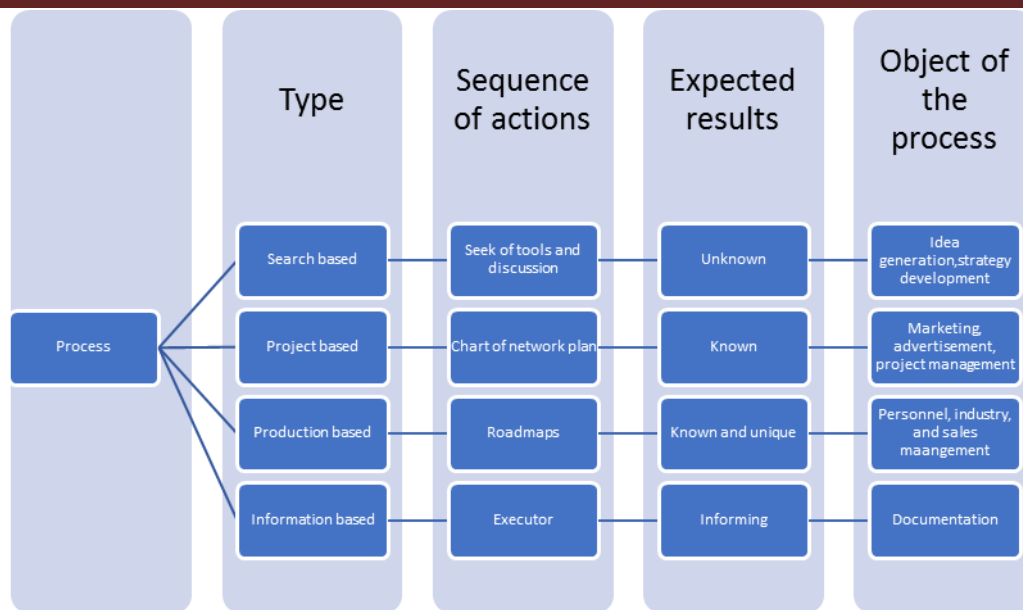 Type
Sequence
of actions
Expected
results
Object of
the
process
Process
Search based
Seek of tools and
discussion
Unknown
Idea
generation,strategy
development
Project based
Chart of network plan
Known
Marketing,
advertisement,
project management
Production based
Roadmaps
Known and unique
Personnel, industry,
and sales
maangement
Information based
Executor
Informing
Documentation